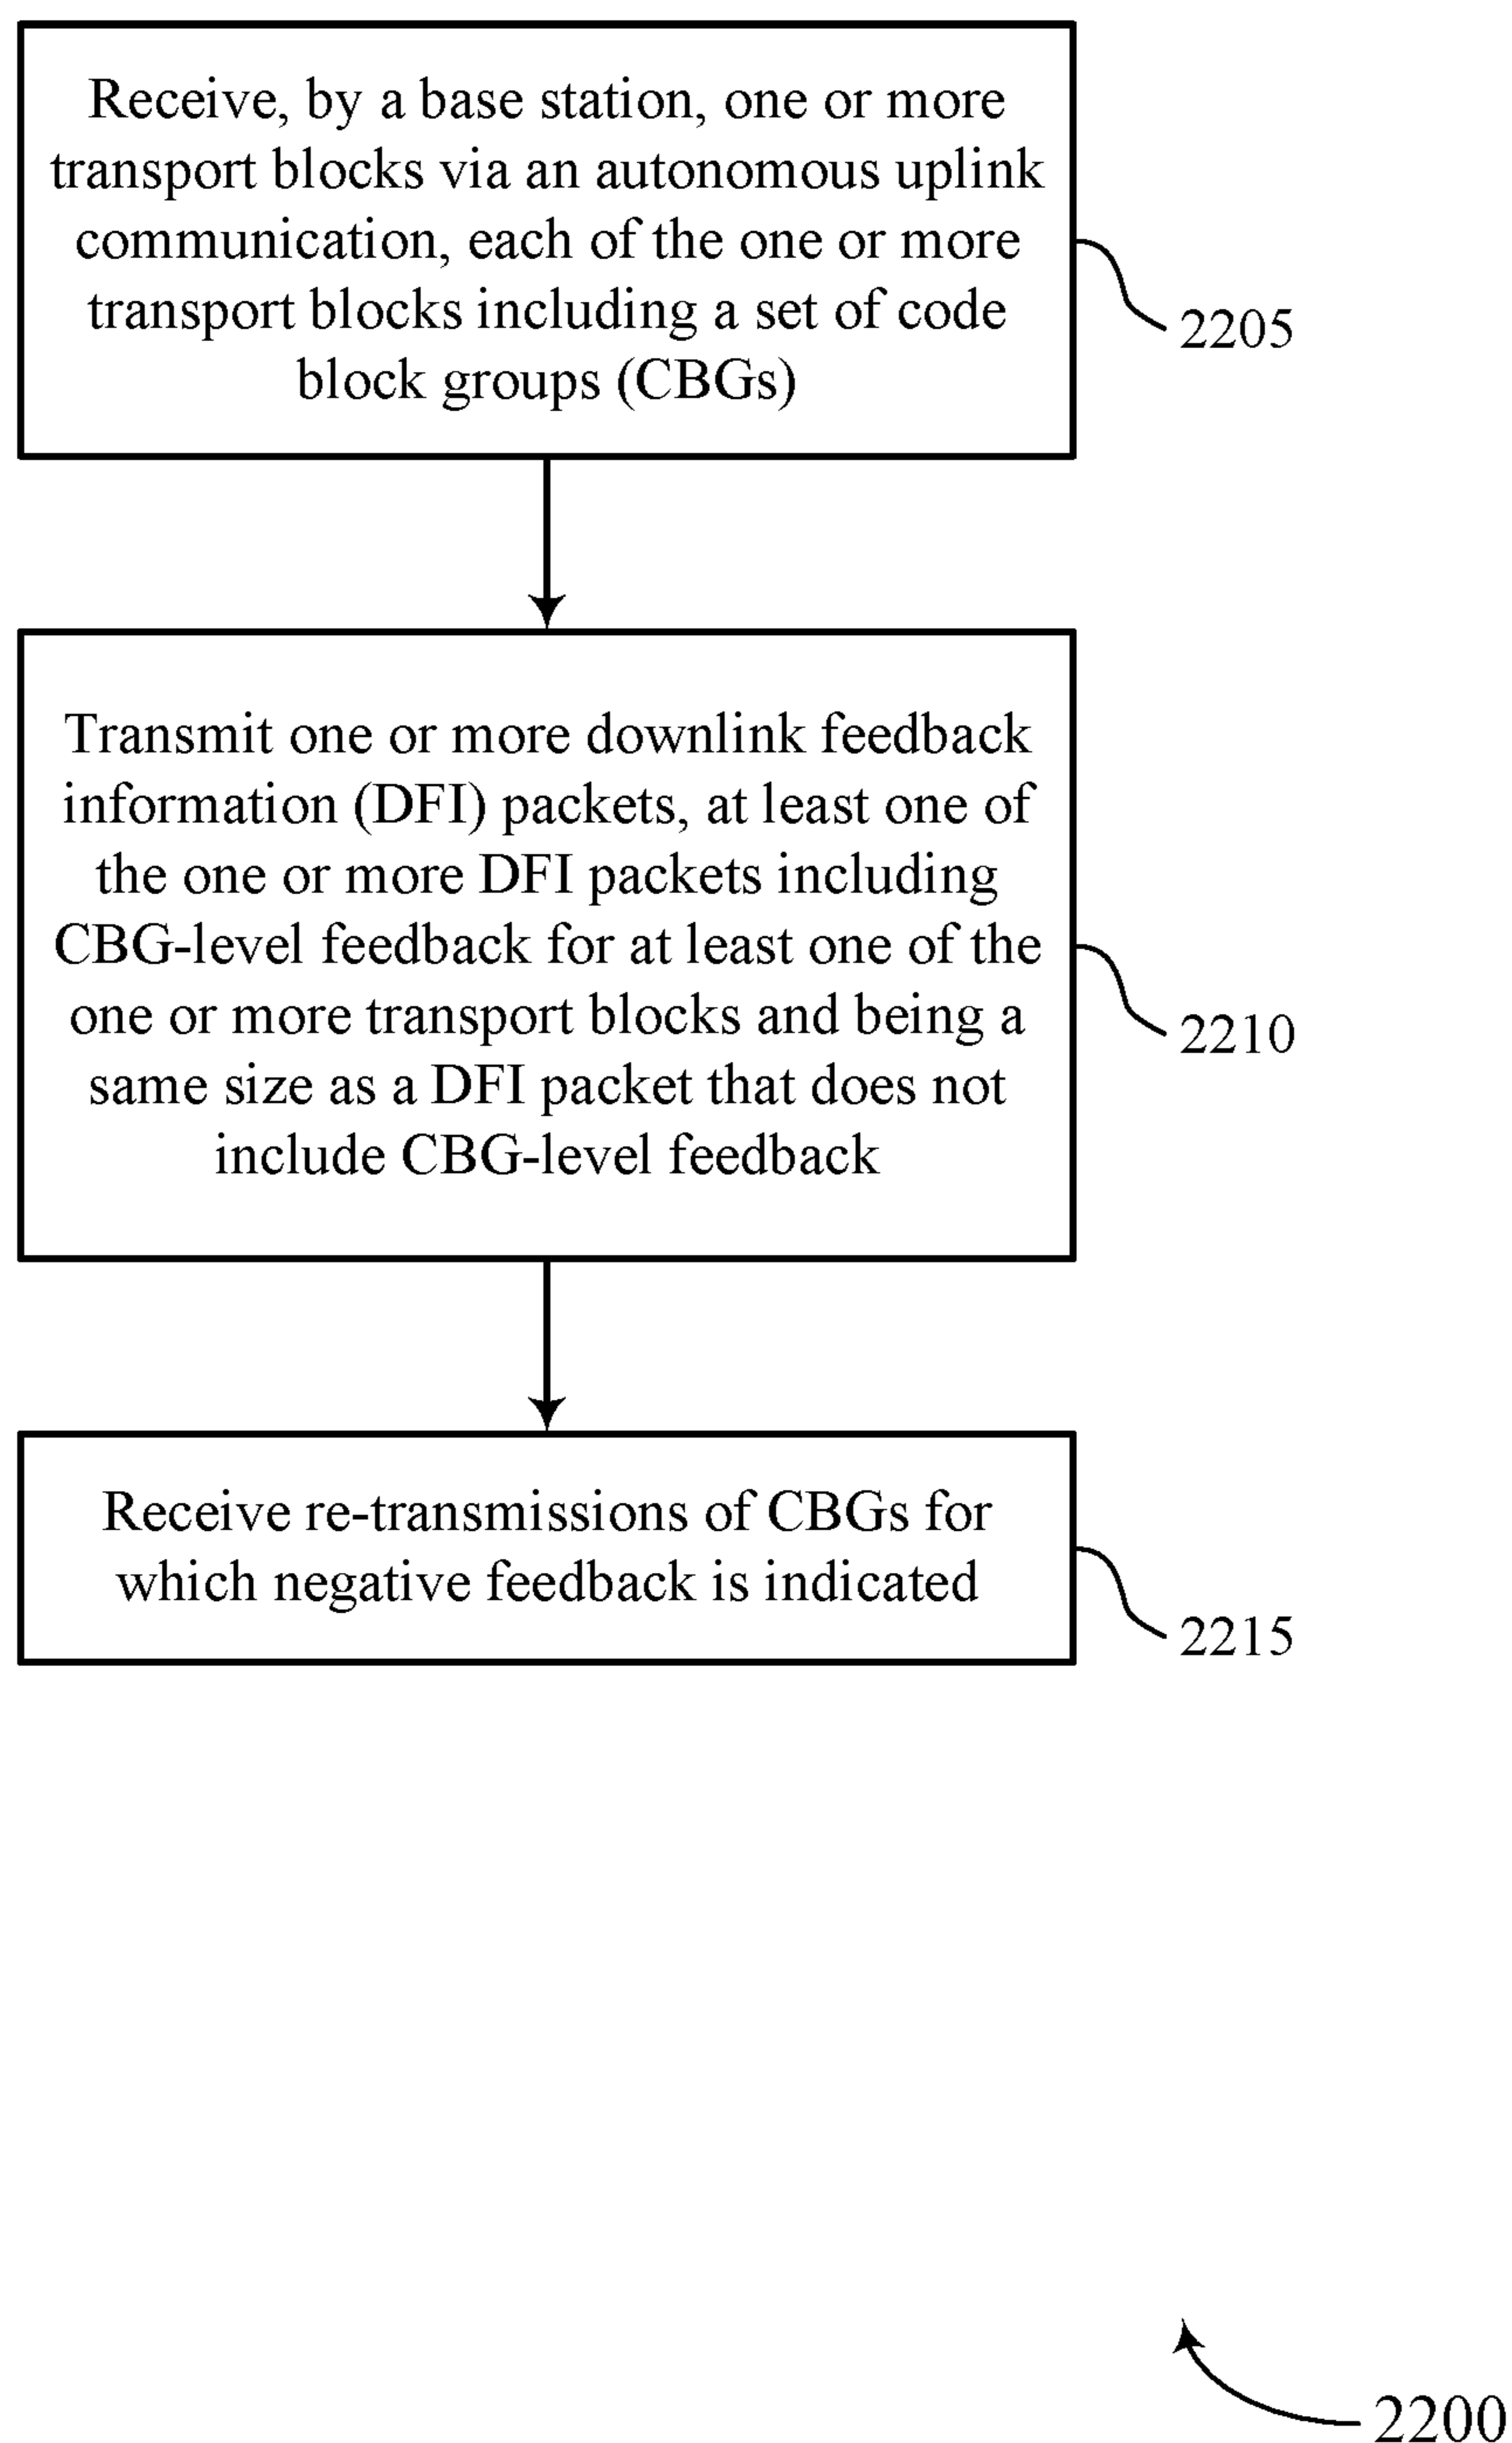 Receive, by a base station, one or more
transport blocks via an autonomous uplink
communication, each of the one or more
transport blocks including a set of code
block groups (CBGs)
2205
Transmit one or more downlink feedback
information (DFI) packets, at least one of
the one or more DFI packets including
CBG-level feedback for at least one of the
one or more transport blocks and being a
same size as a DFI packet that does not
include CBG-level feedback
2210
Receive re-transmissions of CBGs for
which negative feedback is indicated
2215
2200